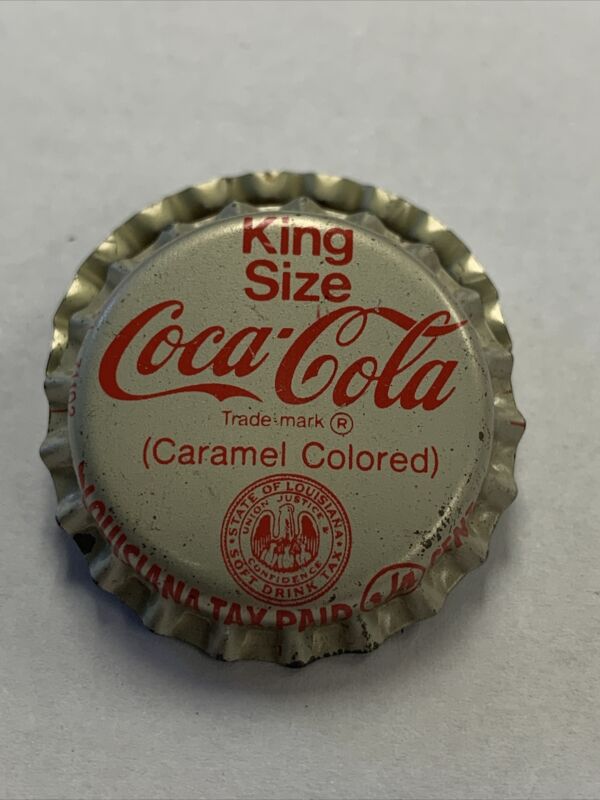 King
Size
Coca-Cola
Trade-mark ®
(Caramel Colored)
STATE OF LOUISIANA
UNION JUSTICE &
CONFIDENCE
SOFT DRINK TAX
LOUISIANA TAX PAID